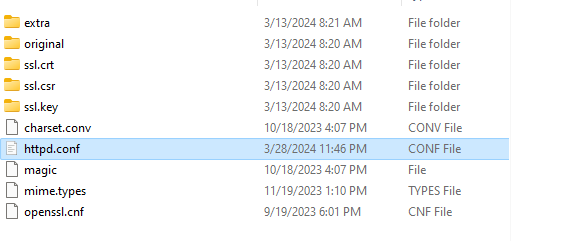 extra 3/13/2024 8:21 AM File folder
original 3/13/2024 8:20 AM File folder
ssl.crt 3/13/2024 8:20 AM File folder
ssl.csr 3/13/2024 8:20 AM File folder
ssl.key 3/13/2024 8:20 AM File folder
charset.conv 10/18/2023 4:07 PM CONV File
httpd.conf 3/28/2024 11:46 PM CONF File
magic 10/18/2023 4:07 PM File
mime.types 11/19/2023 1:10 PM TYPES File
openssl.cnf 9/19/2023 6:01 PM CNF File